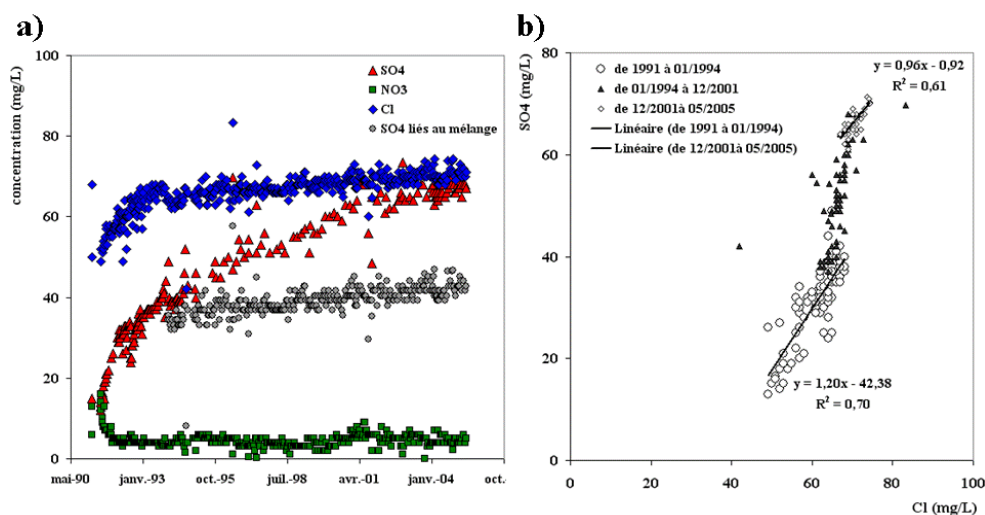 a)
concentration (mg/L)
100
80
60
40
20
0
mai-90
janv.-93
oct.-95
juil.-98
avr.-01
janv.-04
oct.-
SO4
NO3
Cl
SO4 liés au mélange
b)
SO4 (mg/L)
80
60
40
20
0
0
20
40
60
80
100
Cl (mg/L)
de 1991 à 01/1994
de 01/1994 à 12/2001
de 12/2001à 05/2005
Linéaire (de 1991 à 01/1994)
Linéaire (de 12/2001à 05/2005)
y = 0,96x - 0,92
R² = 0,61
y = 1,20x - 42,38
R² = 0,70